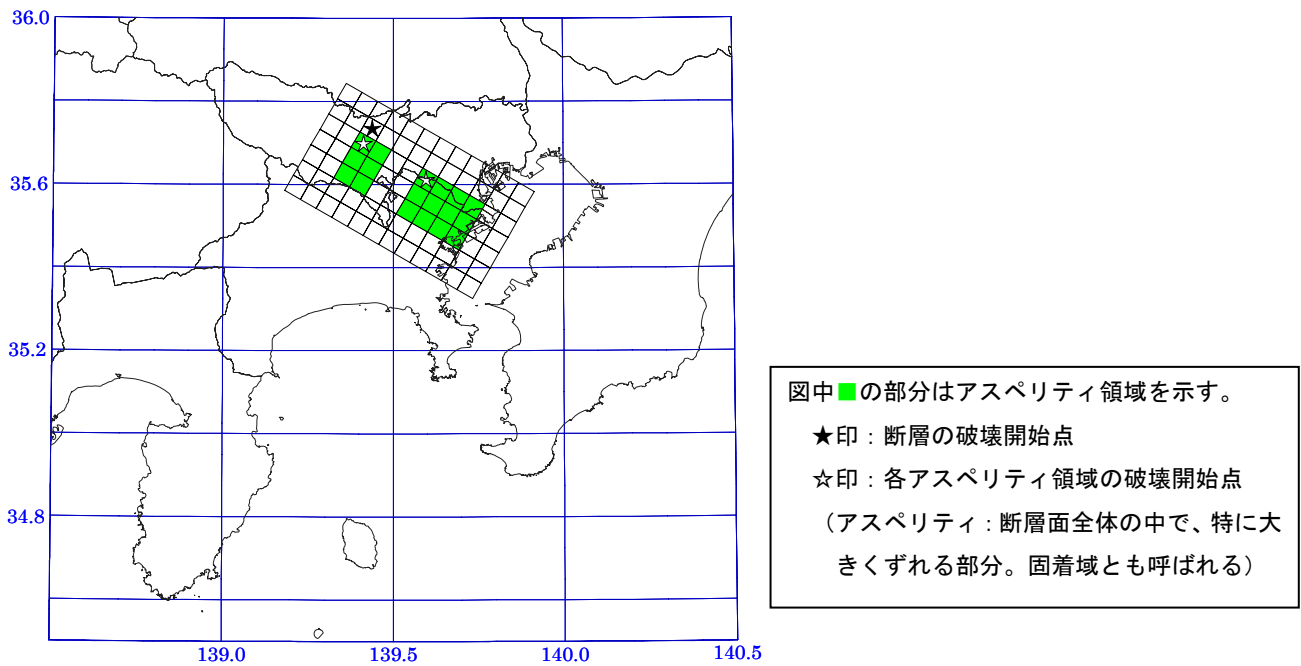 36.0
35.6
35.2
34.8
139.0
139.5
140.0
140.5
図中■の部分はアスペリティ領域を示す。
★印：断層の破壊開始点
☆印：各アスペリティ領域の破壊開始点
（アスペリティ：断層面全体の中で、特に大
きくずれる部分。固着域とも呼ばれる）